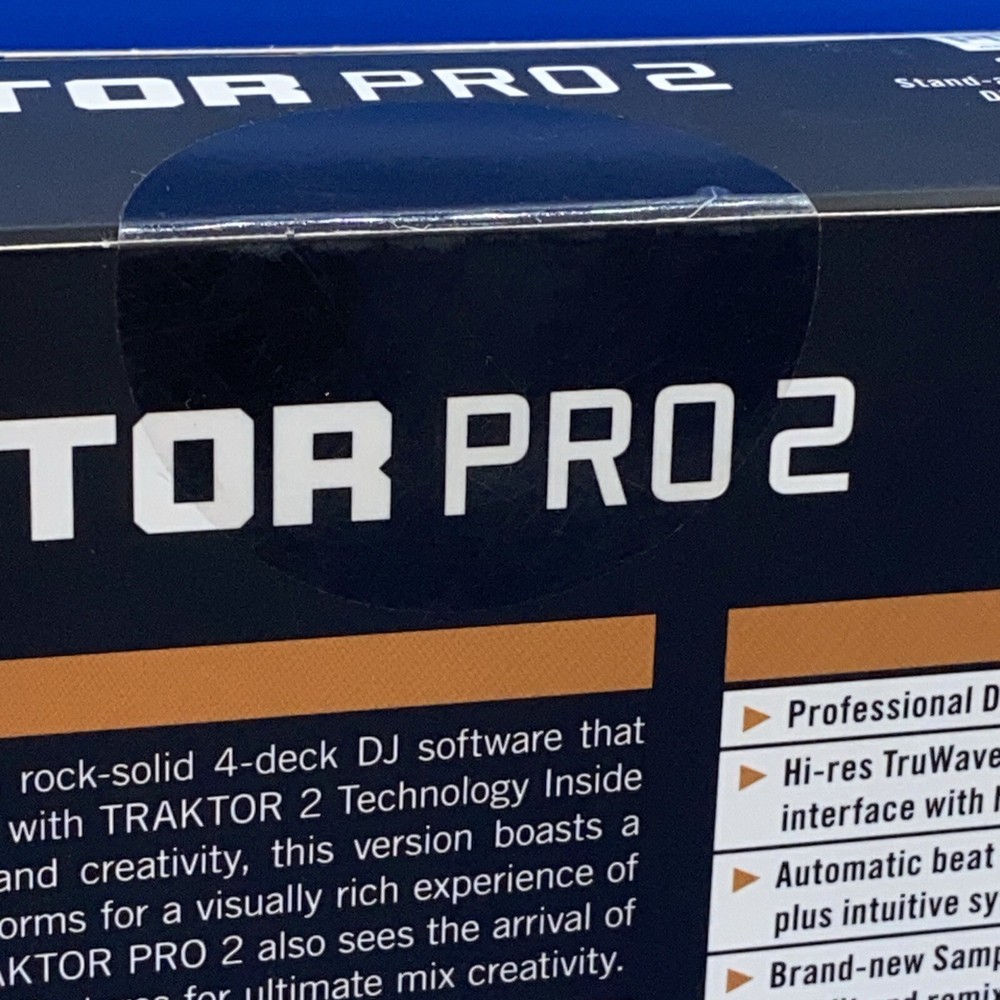 TOR PRO 2
Stand-
TOR PRO 2
rock-solid 4-deck DJ software that
with TRAKTOR 2 Technology Inside
and creativity, this version boasts a
orms for a visually rich experience of
AKTOR PRO 2 also sees the arrival of
for ultimate mix creativity.
Professional D
Hi-res TruWave
interface with
Automatic beat
plus intuitive sy
Brand-new Samp